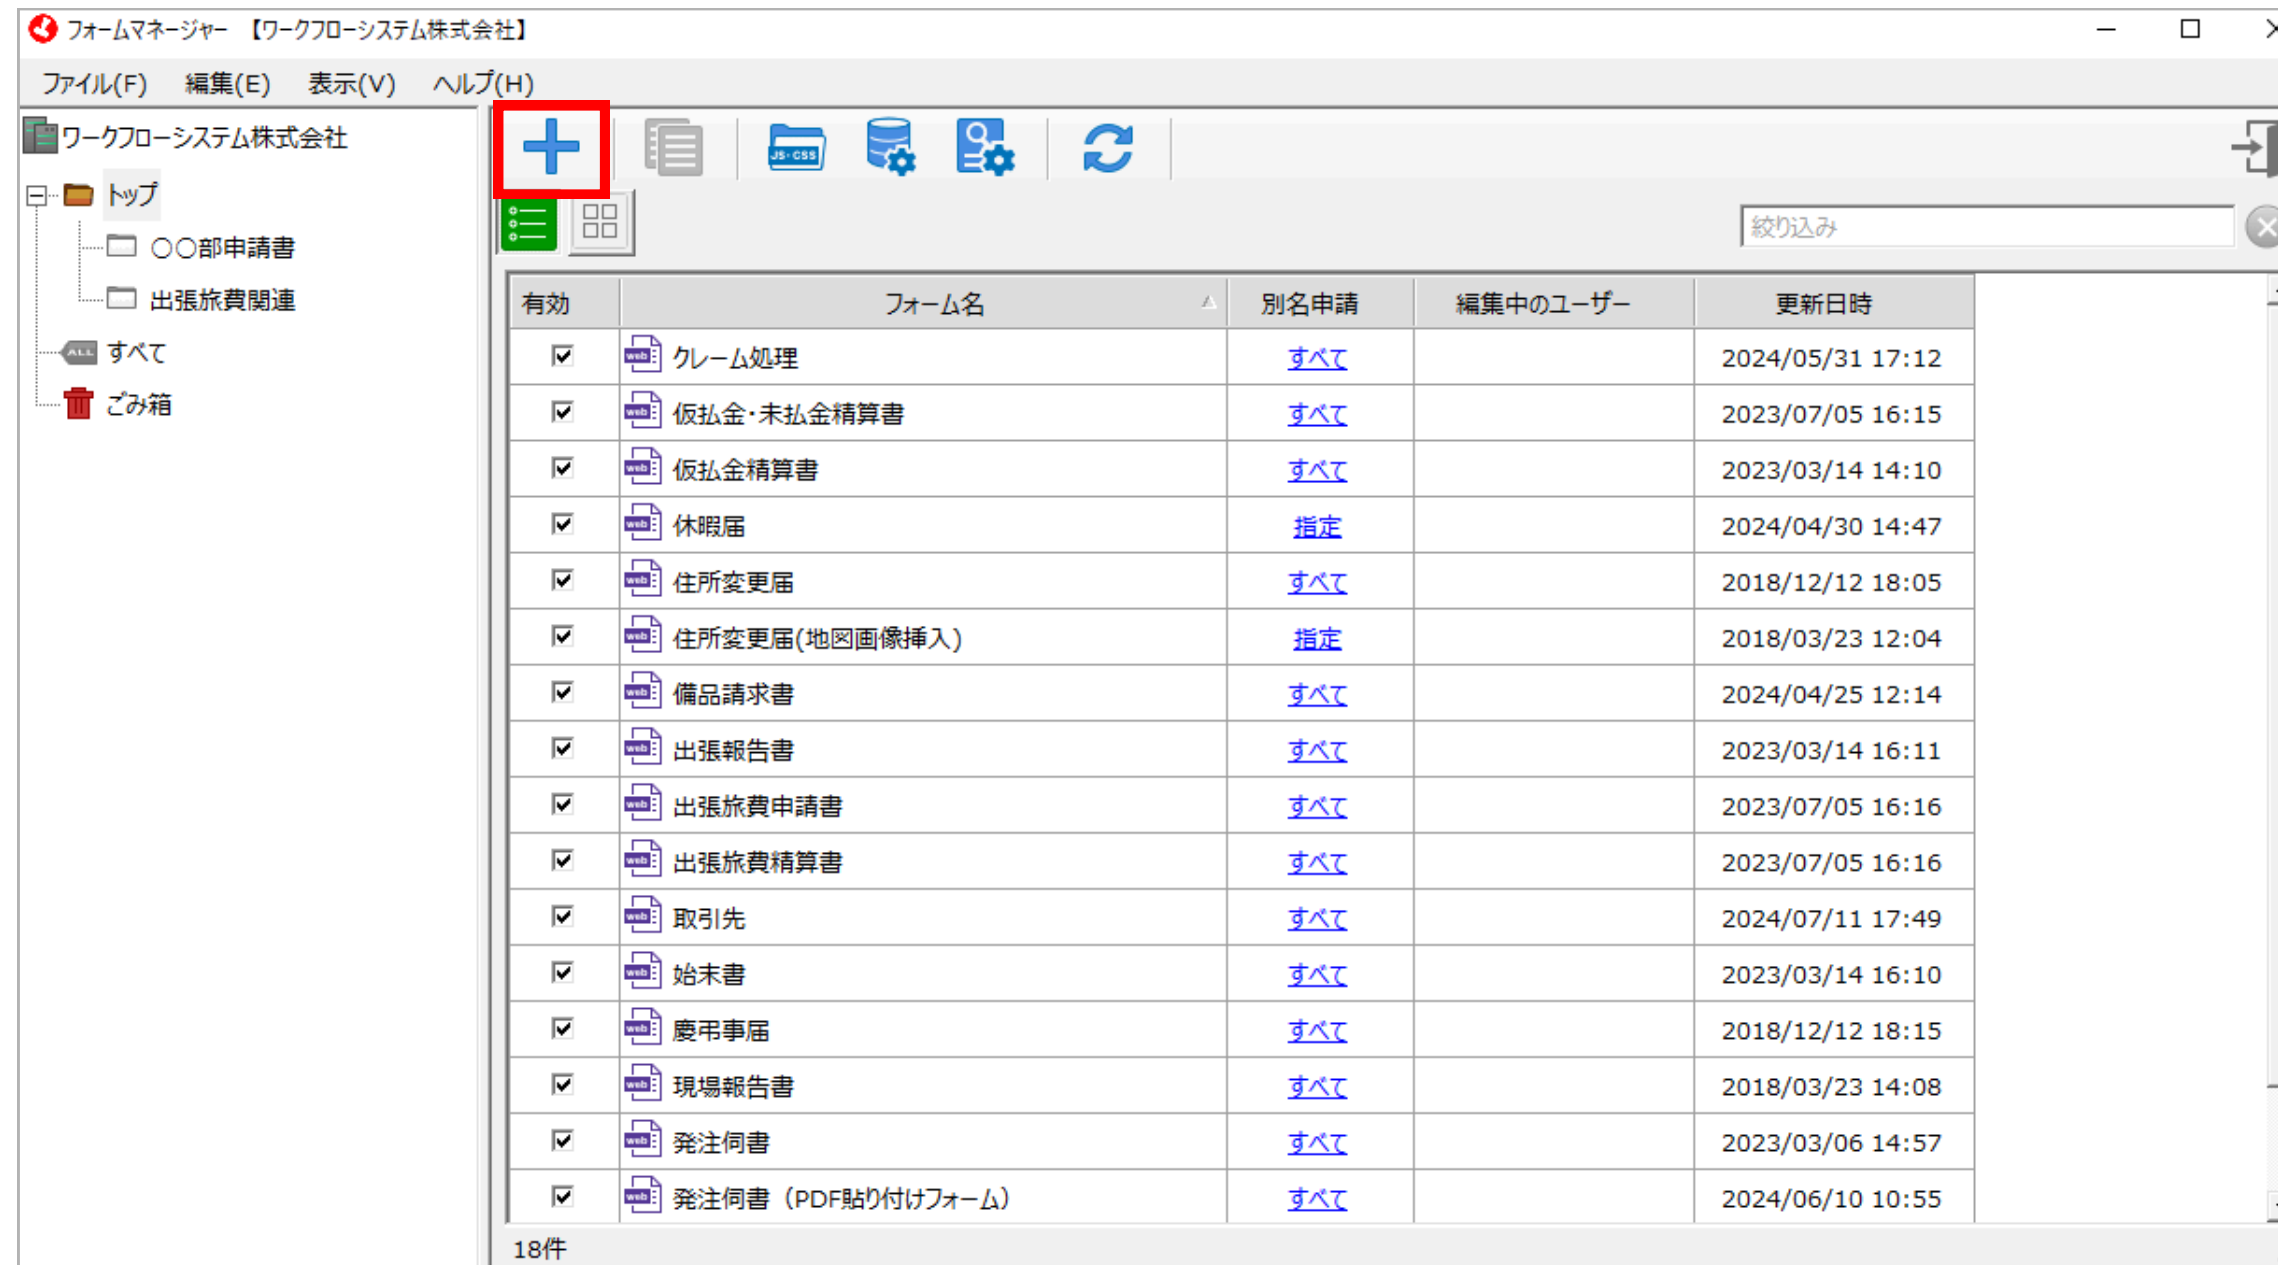 フォームマネージャー 【ワークフローシステム株式会社】
ファイル(F) 編集(E) 表示(V) ヘルプ(H)
ワークフローシステム株式会社
JS・CSS
トップ
〇〇部申請書
出張旅費関連
ALL すべて
ごみ箱
絞り込み
有効 フォーム名 別名申請 編集中のユーザー 更新日時
web クレーム処理 すべて 2024/05/31 17:12
web 仮払金・未払金精算書 すべて 2023/07/05 16:15
web 仮払金精算書 すべて 2023/03/14 14:10
web 休暇届 指定 2024/04/30 14:47
web 住所変更届 すべて 2018/12/12 18:05
web 住所変更届(地図画像挿入) 指定 2018/03/23 12:04
web 備品請求書 すべて 2024/04/25 12:14
web 出張報告書 すべて 2023/03/14 16:11
web 出張旅費申請書 すべて 2023/07/05 16:16
web 出張旅費精算書 すべて 2023/07/05 16:16
web 取引先 すべて 2024/07/11 17:49
web 始末書 すべて 2023/03/14 16:10
web 慶弔事届 すべて 2018/12/12 18:15
web 現場報告書 すべて 2018/03/23 14:08
web 発注伺書 すべて 2023/03/06 14:57
web 発注伺書（PDF貼り付けフォーム） すべて 2024/06/10 10:55
18件